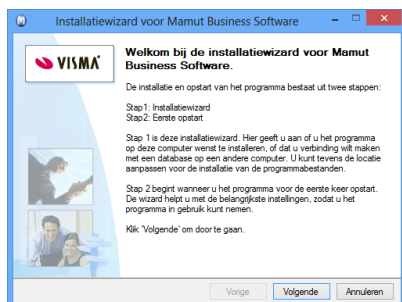 Installatiewizard voor Mamut Business Software
VISMA
Welkom bij de installatiewizard voor Mamut
Business Software.
De installatie en opstart van het programma bestaat uit twee stappen:
Stap1: Installatiewizard
Stap2: Eerste opstart
Stap 1 is deze installatiewizard. Hier geeft u aan of u het programma
op deze computer wenst te installeren, of dat u verbinding wilt maken
met een database op een andere computer. U kunt tevens de locatie
aanpassen voor de installatie van de programmabestanden.
Stap 2 begint wanneer u het programma voor de eerste keer opstart.
De wizard helpt u met de belangrijkste instellingen, zodat u het
programma in gebruik kunt nemen.
Klik 'Volgende' om door te gaan.
Vorige Volgende Annuleren